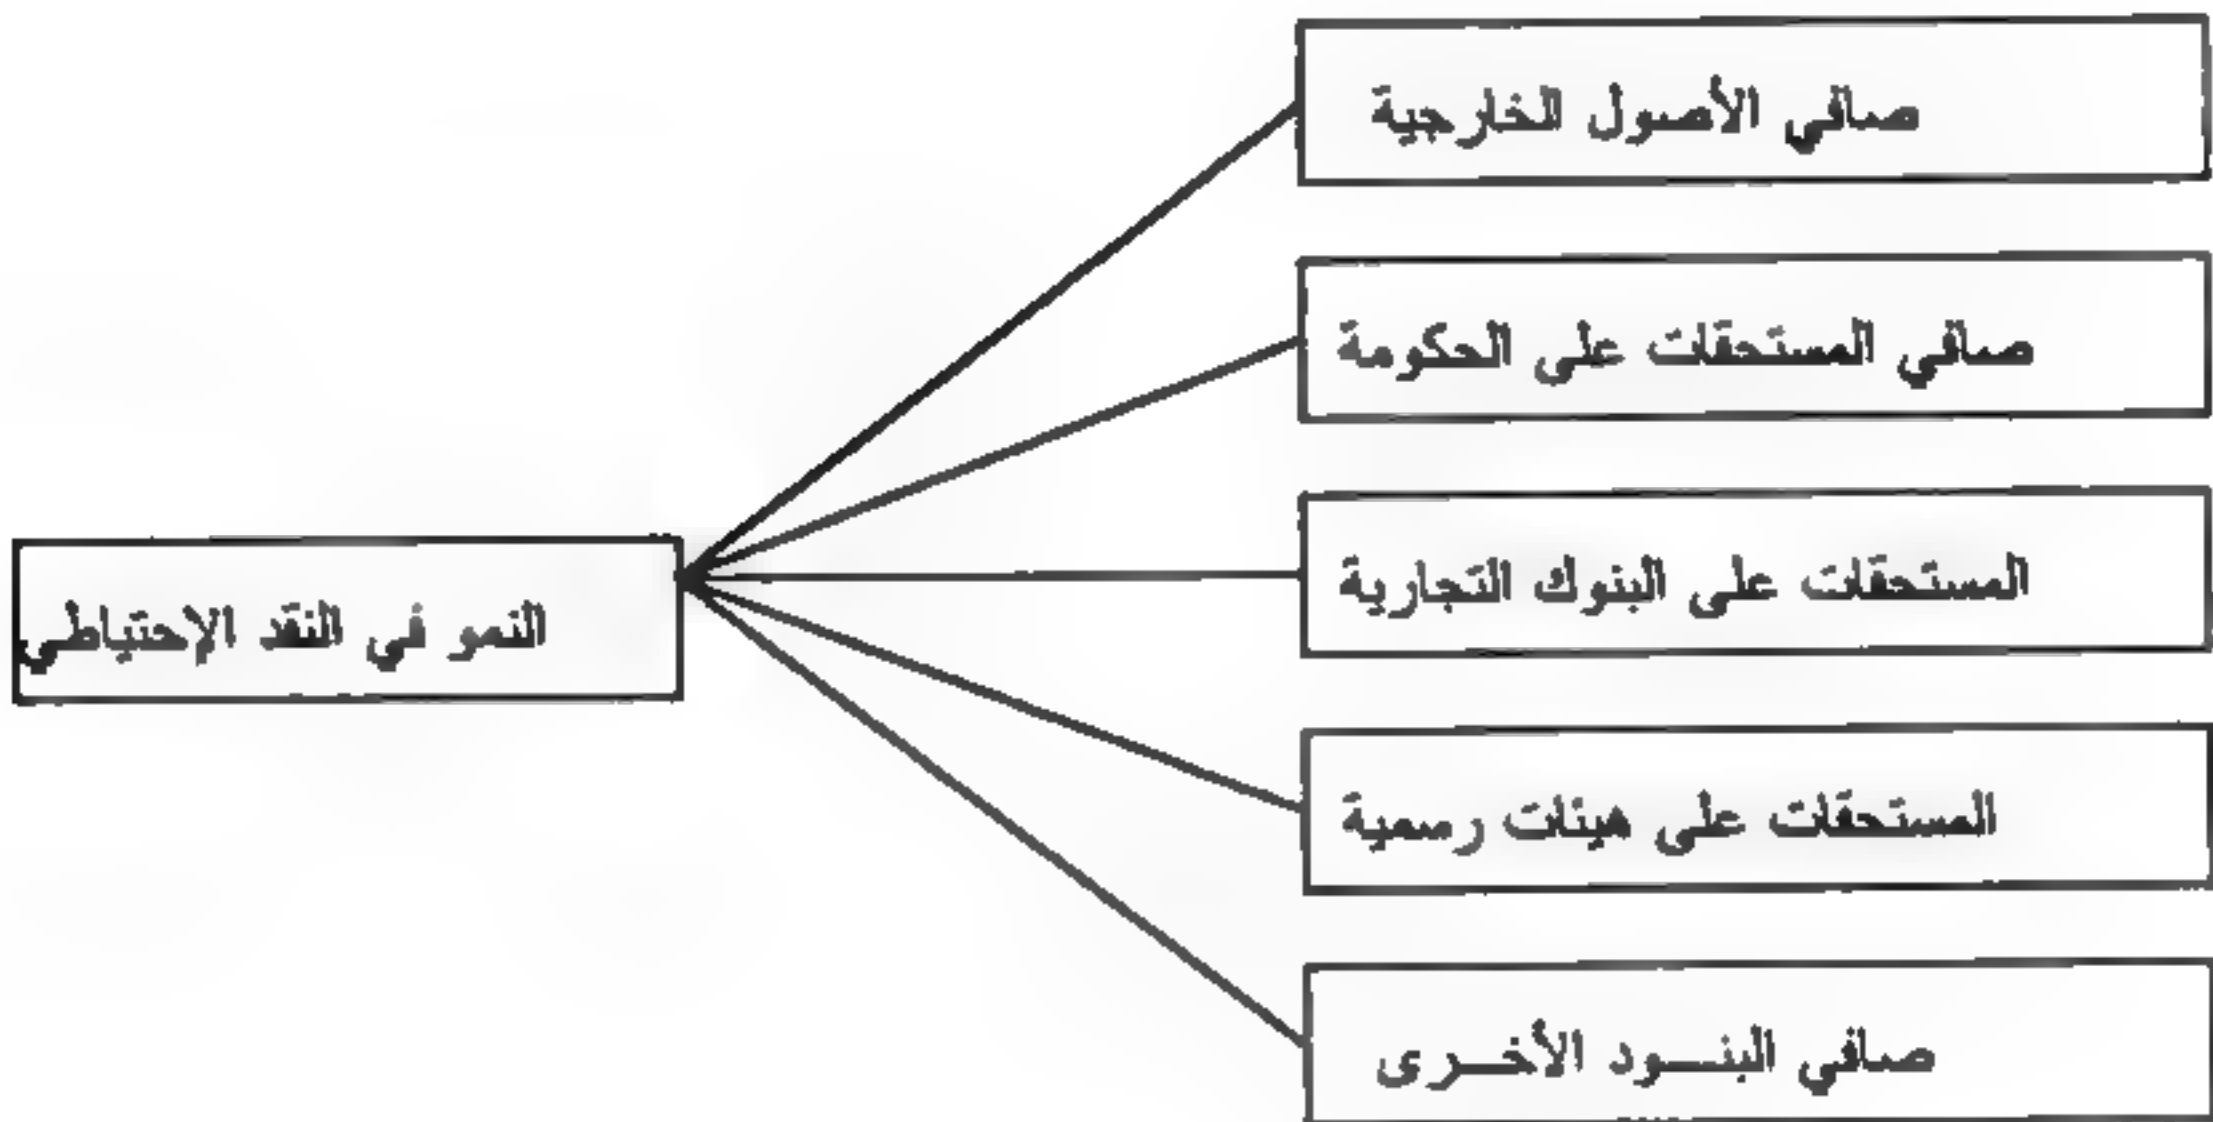 صافي الأصول الخارجية
صافي المستحقات على الحكومة
المستحقات على البنوك التجارية
النمو في النقد الإحتياطي
المستحقات على هيئات رسمية
صافي البنـــود الأخـــرى